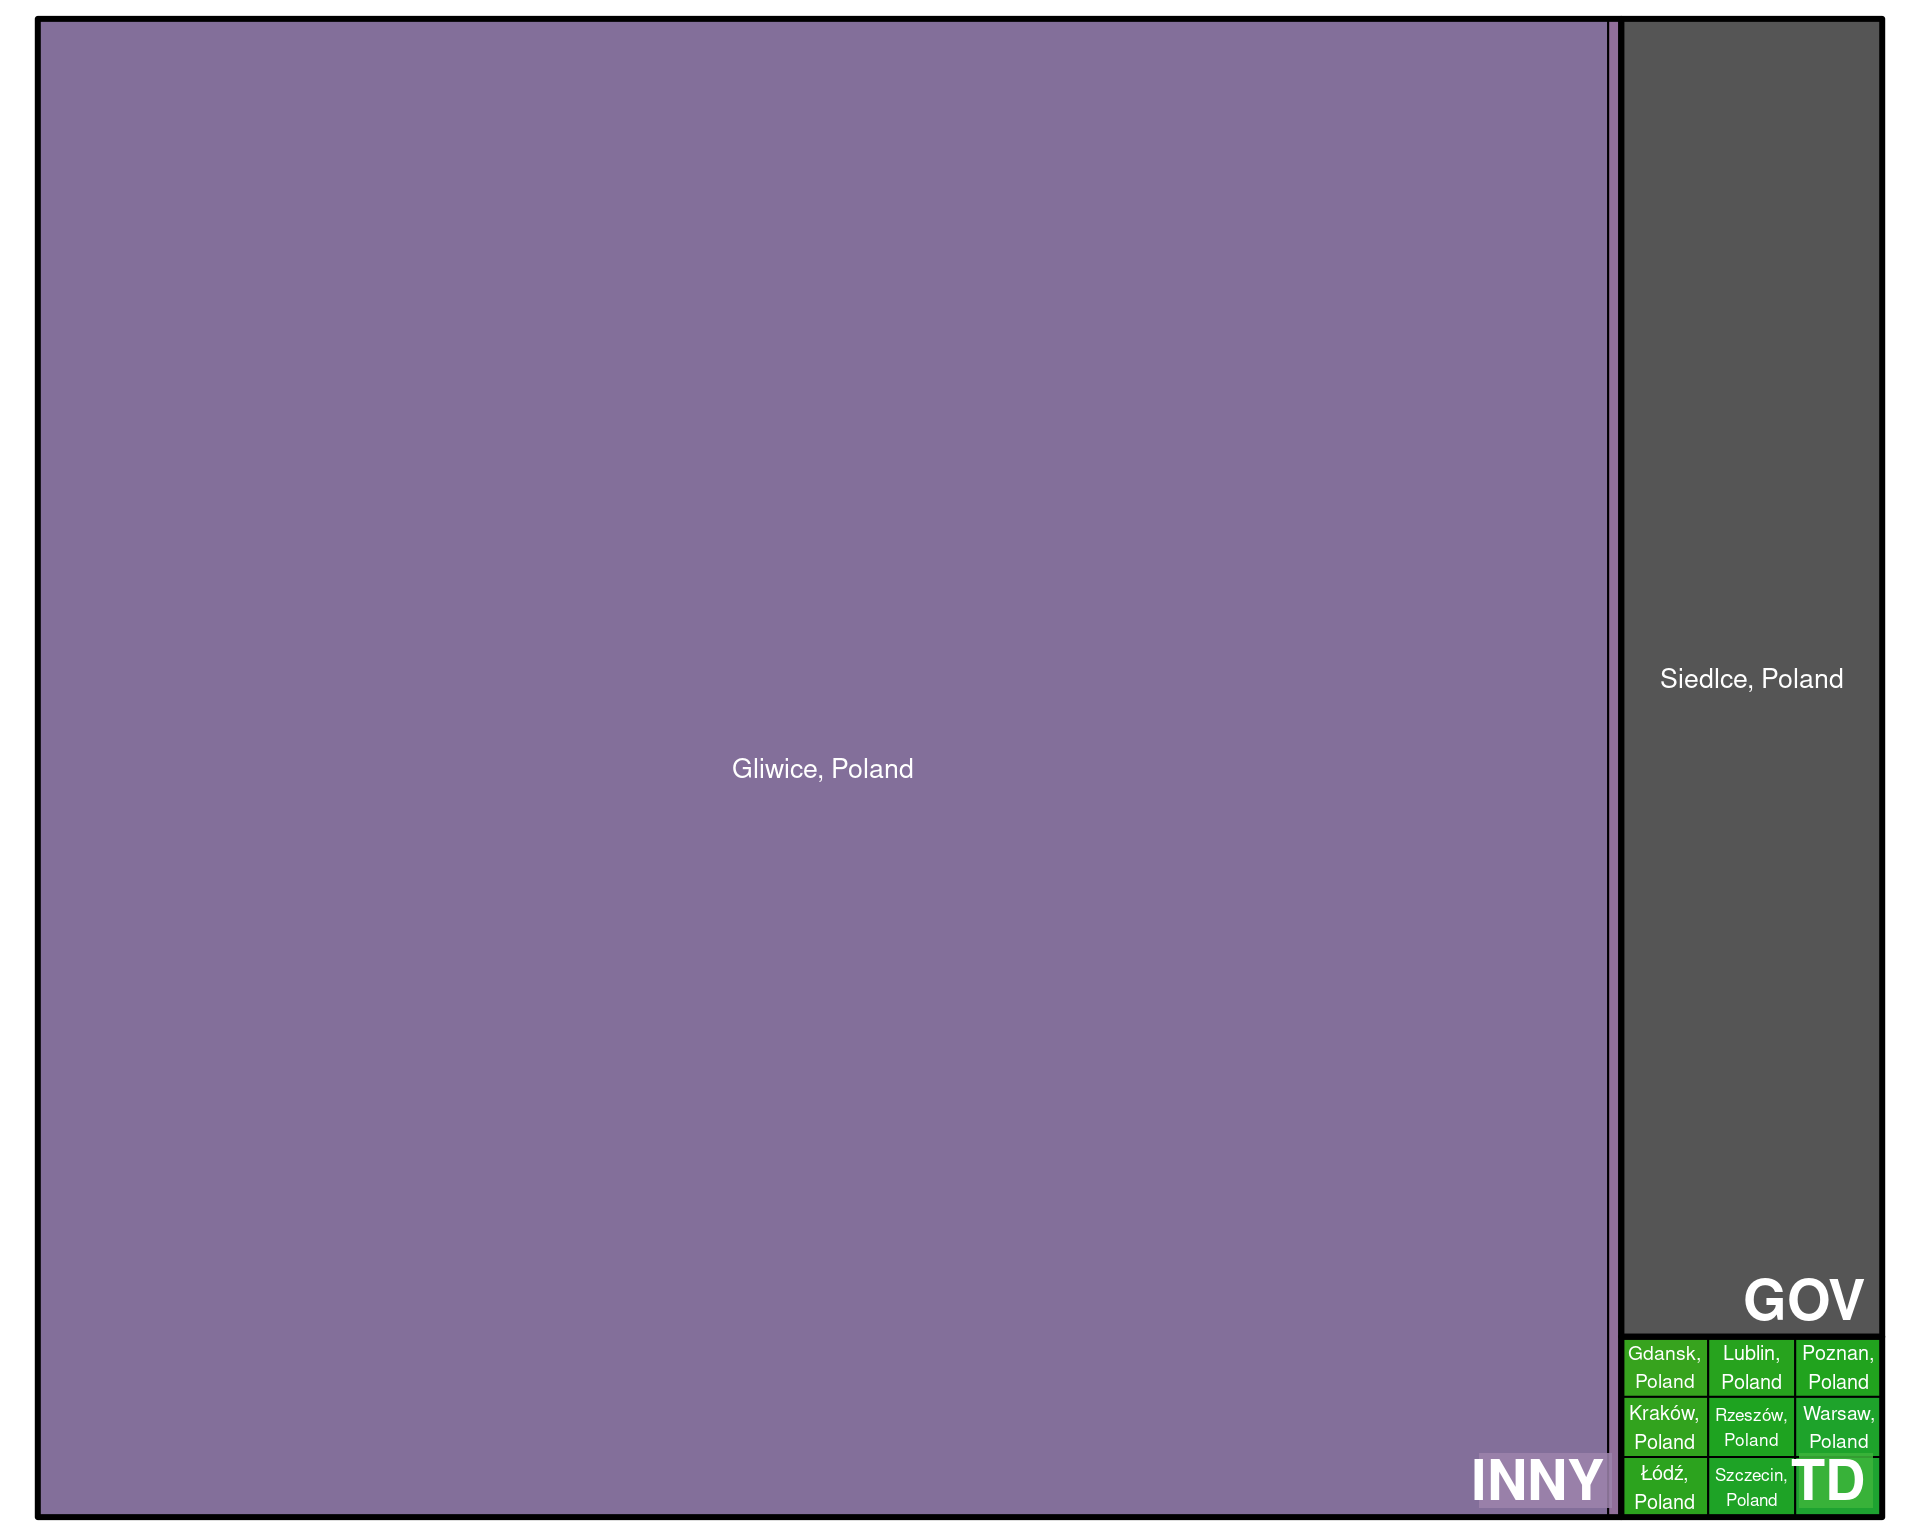 Gliwice, Poland
INNY
Siedlce, Poland
GOV
Gdansk,
Poland
Lublin,
Poland
Poznan,
Poland
Kraków,
Poland
Rzeszów,
Poland
Warsaw,
Poland
Łódź,
Poland
Szczecin,
Poland
TD